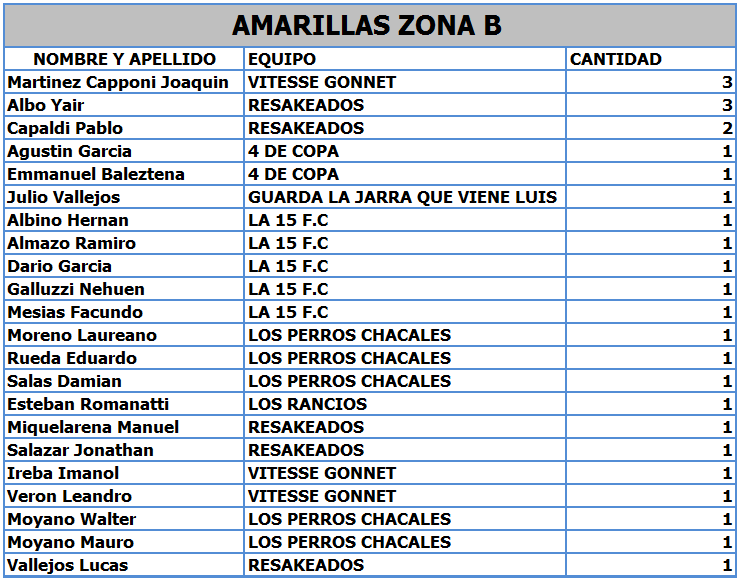 AMARILLAS ZONA B
NOMBRE Y APELLIDO EQUIPO CANTIDAD
Martinez Capponi Joaquin VITESSE GONNET 3
Albo Yair RESAKEADOS 3
Capaldi Pablo RESAKEADOS 2
Agustin Garcia 4 DE COPA 1
Emmanuel Baleztena 4 DE COPA 1
Julio Vallejos GUARDA LA JARRA QUE VIENE LUIS 1
Albino Hernan LA 15 F.C 1
Almazo Ramiro LA 15 F.C 1
Dario Garcia LA 15 F.C 1
Galluzzi Nehuen LA 15 F.C 1
Mesias Facundo LA 15 F.C 1
Moreno Laureano LOS PERROS CHACALES 1
Rueda Eduardo LOS PERROS CHACALES 1
Salas Damian LOS PERROS CHACALES 1
Esteban Romanatti LOS RANCIOS 1
Miquelarena Manuel RESAKEADOS 1
Salazar Jonathan RESAKEADOS 1
Ireba Imanol VITESSE GONNET 1
Veron Leandro VITESSE GONNET 1
Moyano Walter LOS PERROS CHACALES 1
Moyano Mauro LOS PERROS CHACALES 1
Vallejos Lucas RESAKEADOS 1